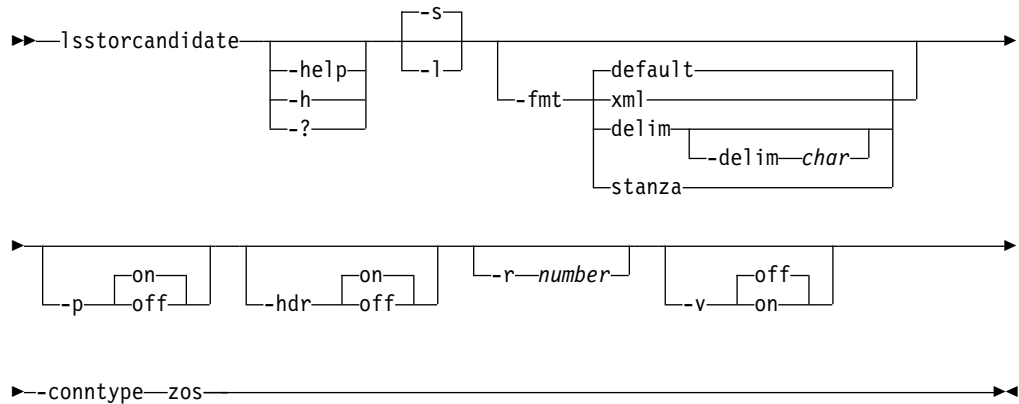 -s
lsstorcandidate
-help
-l
default
-h
-fmt
xml
-?
delim
-delim char
stanza
on
on
-r number
off
-p
off
-hdr
off
-v
on
-conntype zos